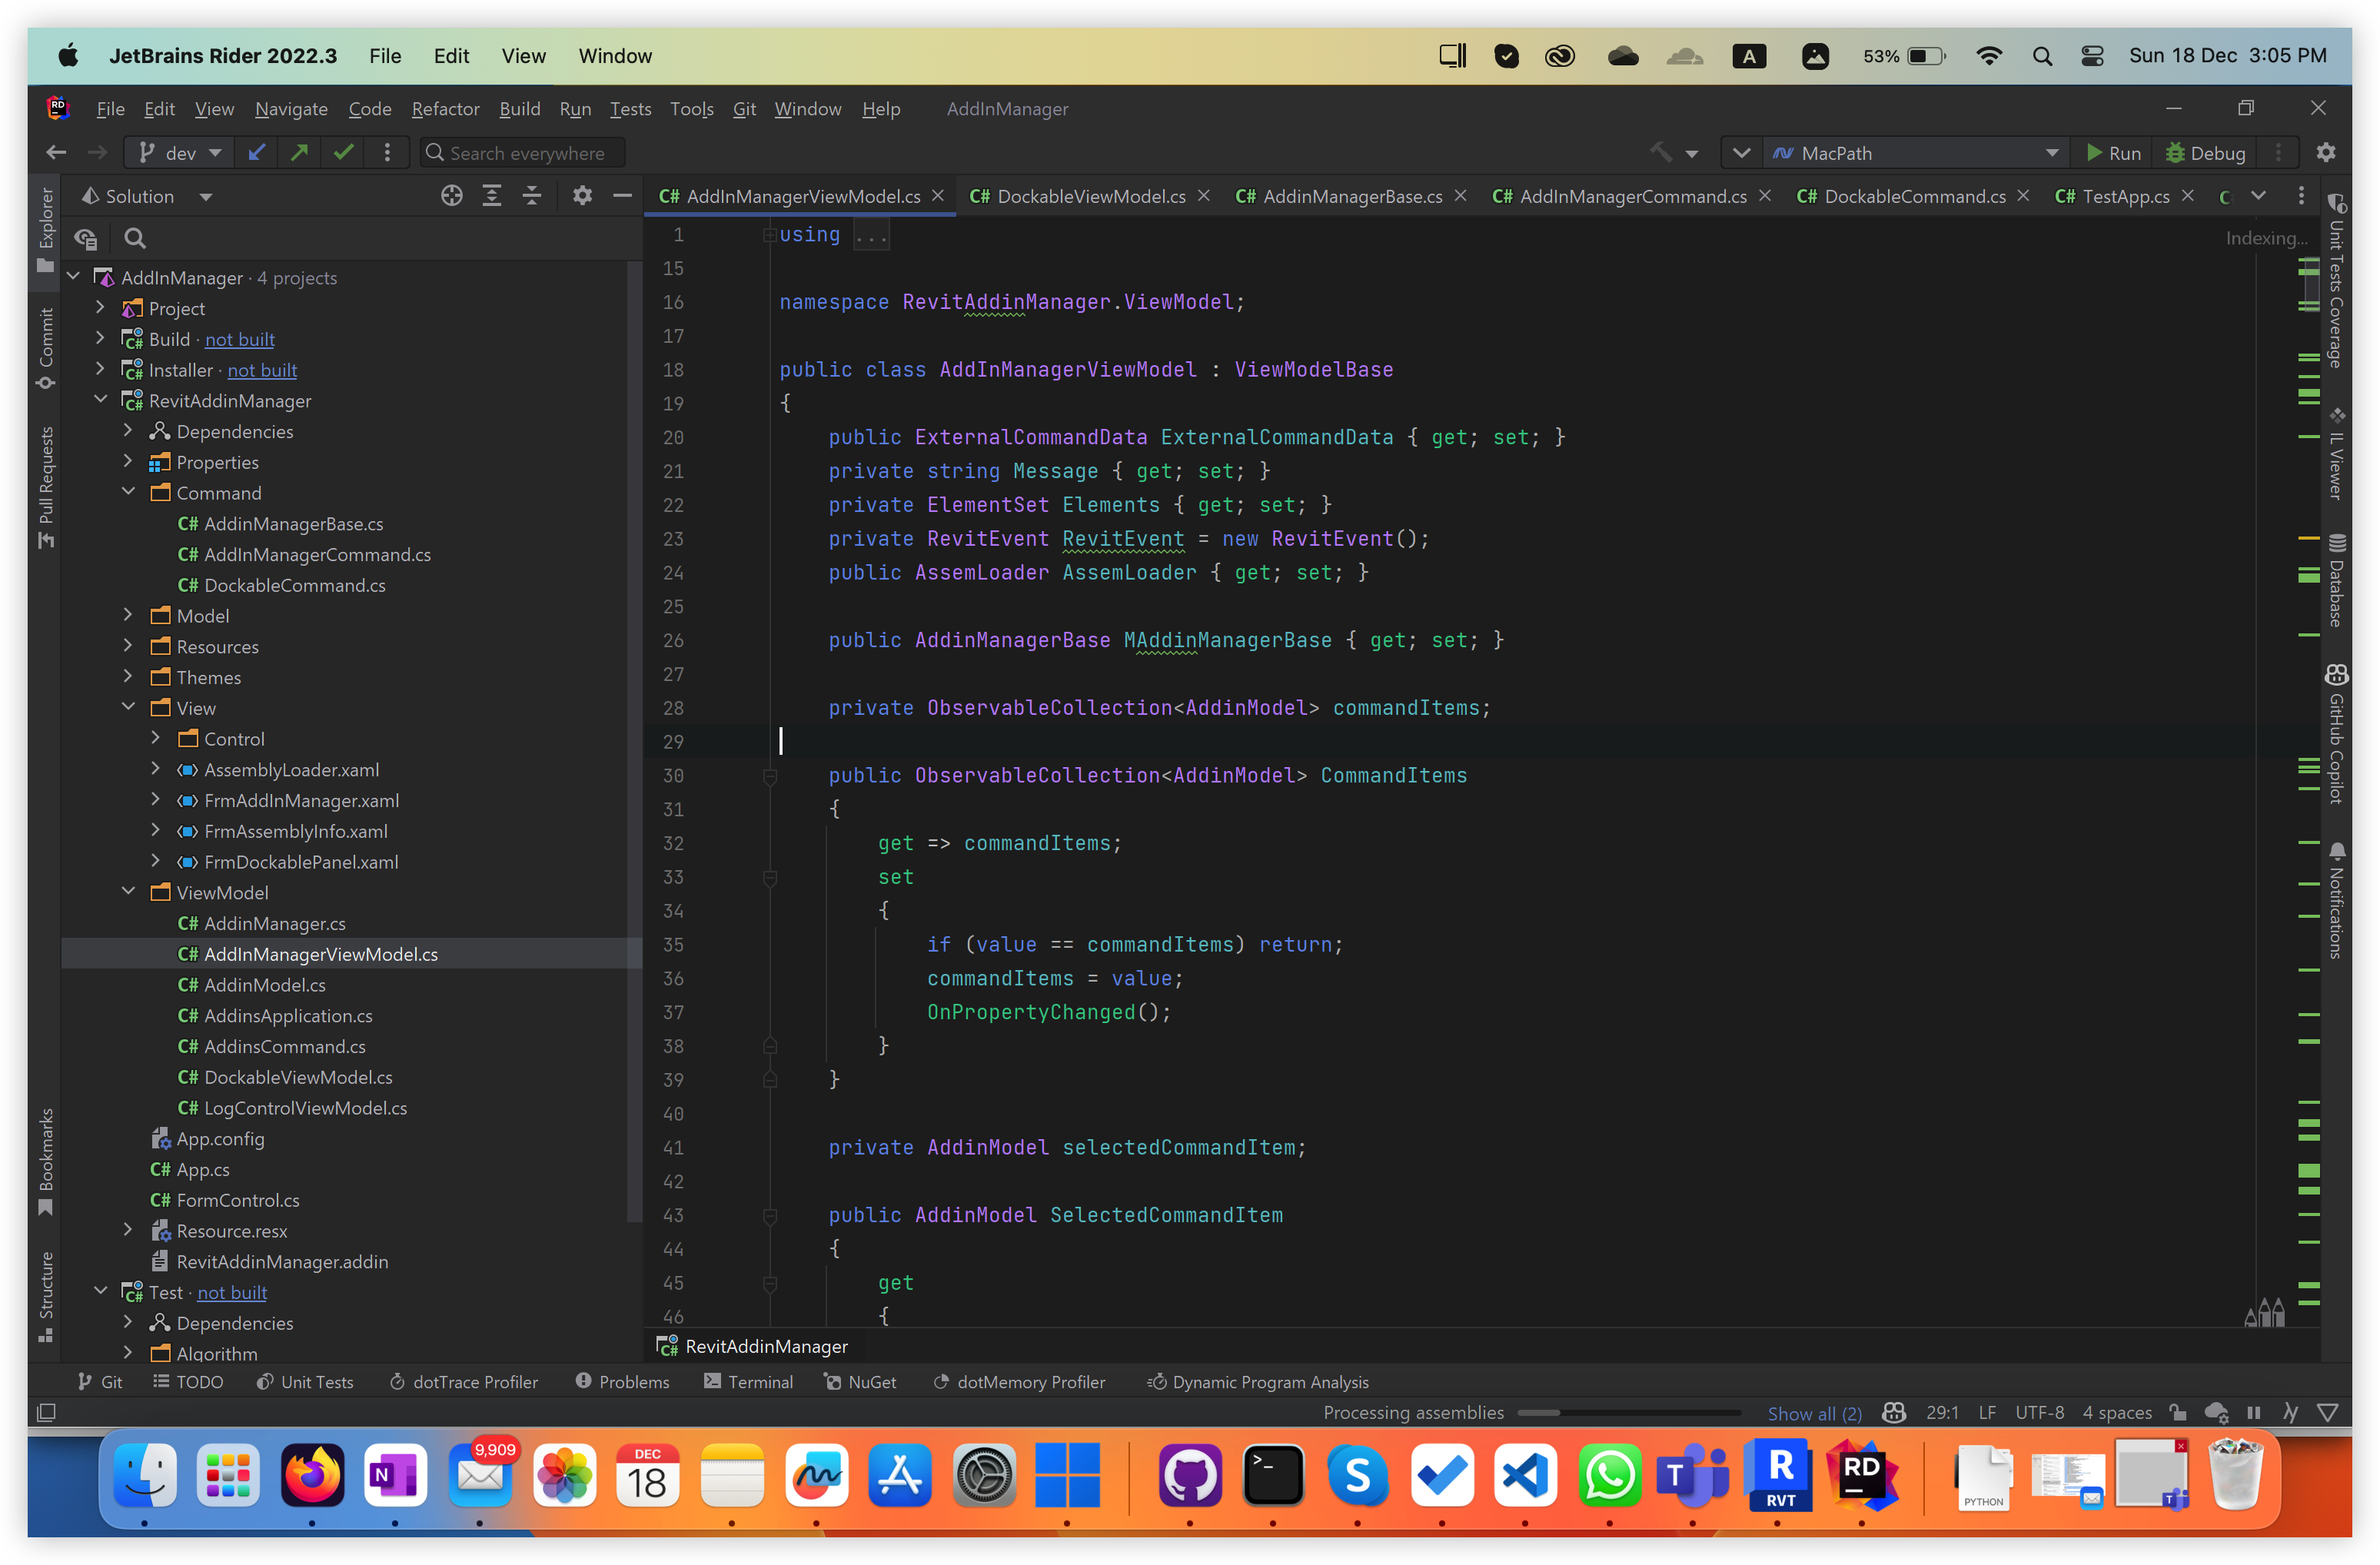 JetBrains Rider 2022.3 File Edit View Window A 53% Sun 18 Dec 3:05 PM
RD File Edit View Navigate Code Refactor Build Run Tests Tools Git Window Help AddInManager
dev Search everywhere MacPath Run Debug
Solution
C# AddInManagerViewModel.cs C# DockableViewModel.cs C# AddinManagerBase.cs C# AddInManagerCommand.cs C# DockableCommand.cs C# TestApp.cs C
Explorer
Commit
Pull Requests
Bookmarks
Structure
AddInManager · 4 projects
Project
C# Build · not built
C# Installer · not built
C# RevitAddinManager
Dependencies
Properties
Command
C# AddinManagerBase.cs
C# AddInManagerCommand.cs
C# DockableCommand.cs
Model
Resources
Themes
View
Control
AssemblyLoader.xaml
FrmAddInManager.xaml
FrmAssemblyInfo.xaml
FrmDockablePanel.xaml
ViewModel
C# AddinManager.cs
C# AddInManagerViewModel.cs
C# AddinModel.cs
C# AddinsApplication.cs
C# AddinsCommand.cs
C# DockableViewModel.cs
C# LogControlViewModel.cs
App.config
C# App.cs
C# FormControl.cs
Resource.resx
RevitAddinManager.addin
C# Test · not built
Dependencies
Algorithm
1 using ...
Indexing...
15
16 namespace RevitAddinManager.ViewModel;
17
18 public class AddInManagerViewModel : ViewModelBase
19 {
20 public ExternalCommandData ExternalCommandData { get; set; }
21 private string Message { get; set; }
22 private ElementSet Elements { get; set; }
23 private RevitEvent RevitEvent = new RevitEvent();
24 public AssemLoader AssemLoader { get; set; }
25
26 public AddinManagerBase MAddinManagerBase { get; set; }
27
28 private ObservableCollection<AddinModel> commandItems;
29
30 public ObservableCollection<AddinModel> CommandItems
31 {
32 get => commandItems;
33 set
34 {
35 if (value == commandItems) return;
36 commandItems = value;
37 OnPropertyChanged();
38 }
39 }
40
41 private AddinModel selectedCommandItem;
42
43 public AddinModel SelectedCommandItem
44 {
45 get
46 {
C# RevitAddinManager
Unit Tests Coverage
IL Viewer
Database
GitHub Copilot
Notifications
Git TODO Unit Tests dotTrace Profiler Problems Terminal NuGet dotMemory Profiler Dynamic Program Analysis
Processing assemblies Show all (2) 29:1 LF UTF-8 4 spaces
N 9,909 DEC 18 >_ S T R RVT RD PYTHON T